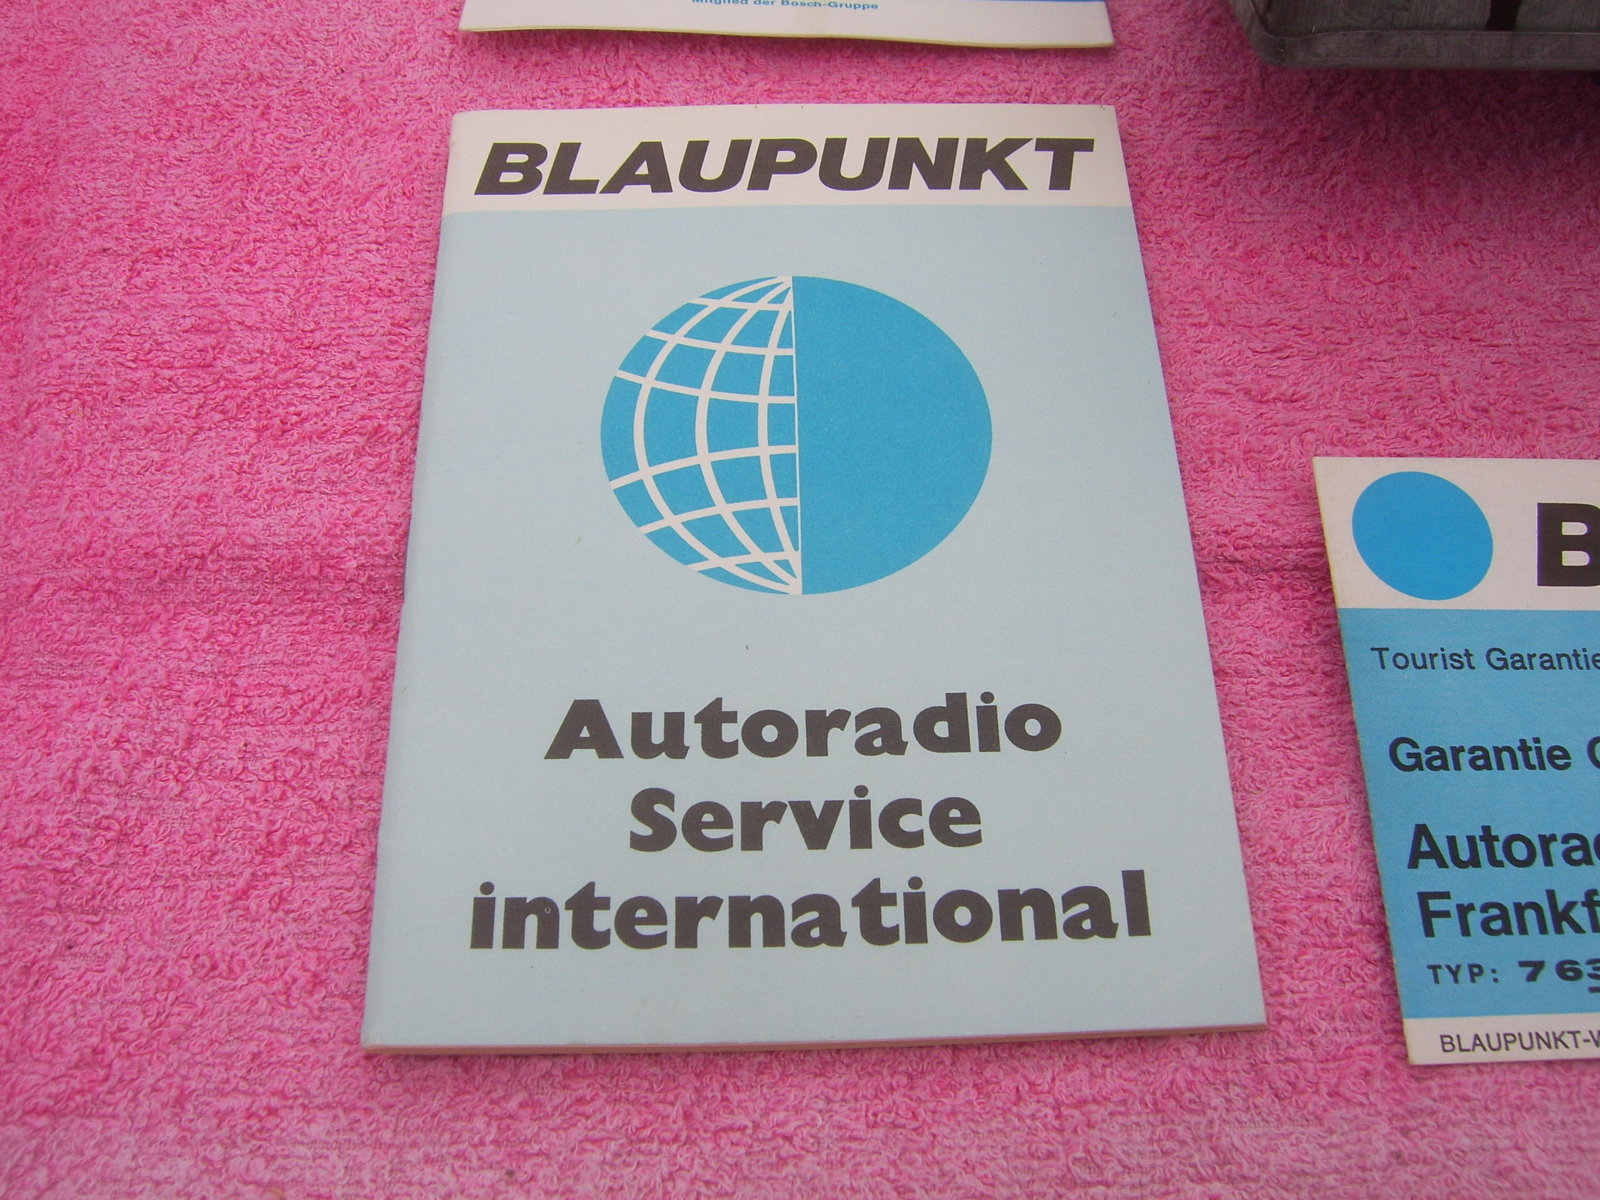 Mitglied der Bosch-Gruppe
BLAUPUNKT
Autoradio
Service
international
B
Tourist Garantie
Garantie
Autorad
Frankf
TYP: 763
BLAUPUNKT-W